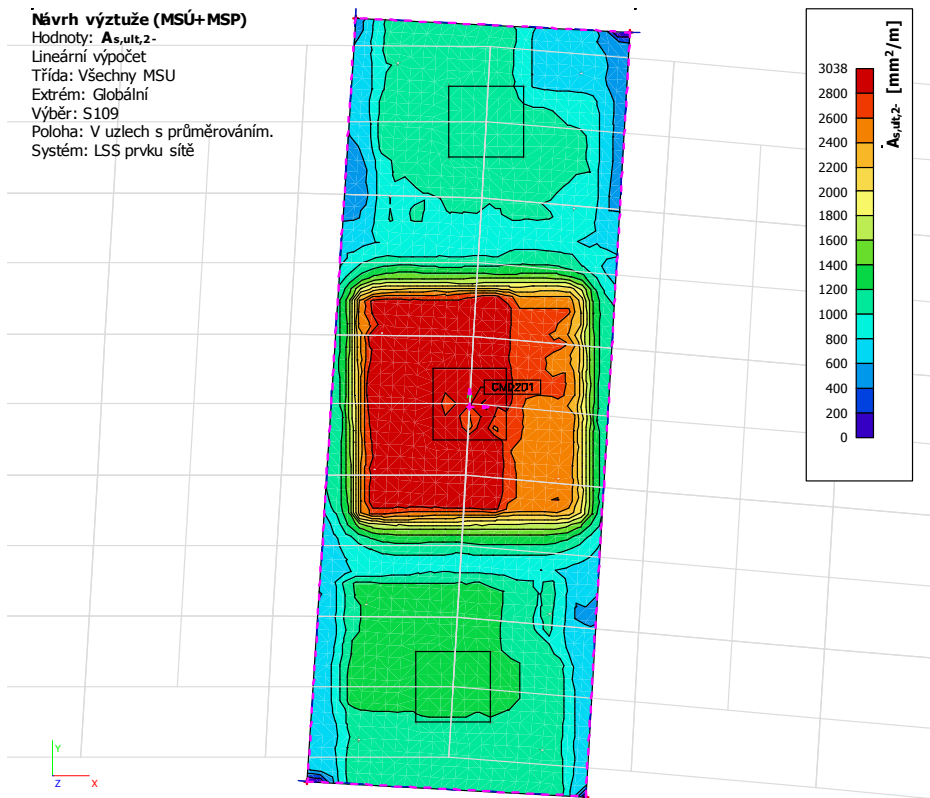 Návrh výztuže (MSÚ+MSP)
Hodnoty: As,ult,2-
Lineární výpočet
Třída: Všechny MSU
Extrém: Globální
Výběr: S109
Poloha: V uzlech s průměrováním.
Systém: LSS prvku sítě
As,ult,2- [mm²/m]
3038
2800
2600
2400
2200
2000
1800
1600
1400
1200
1000
800
600
400
200
0
Y
Z
X